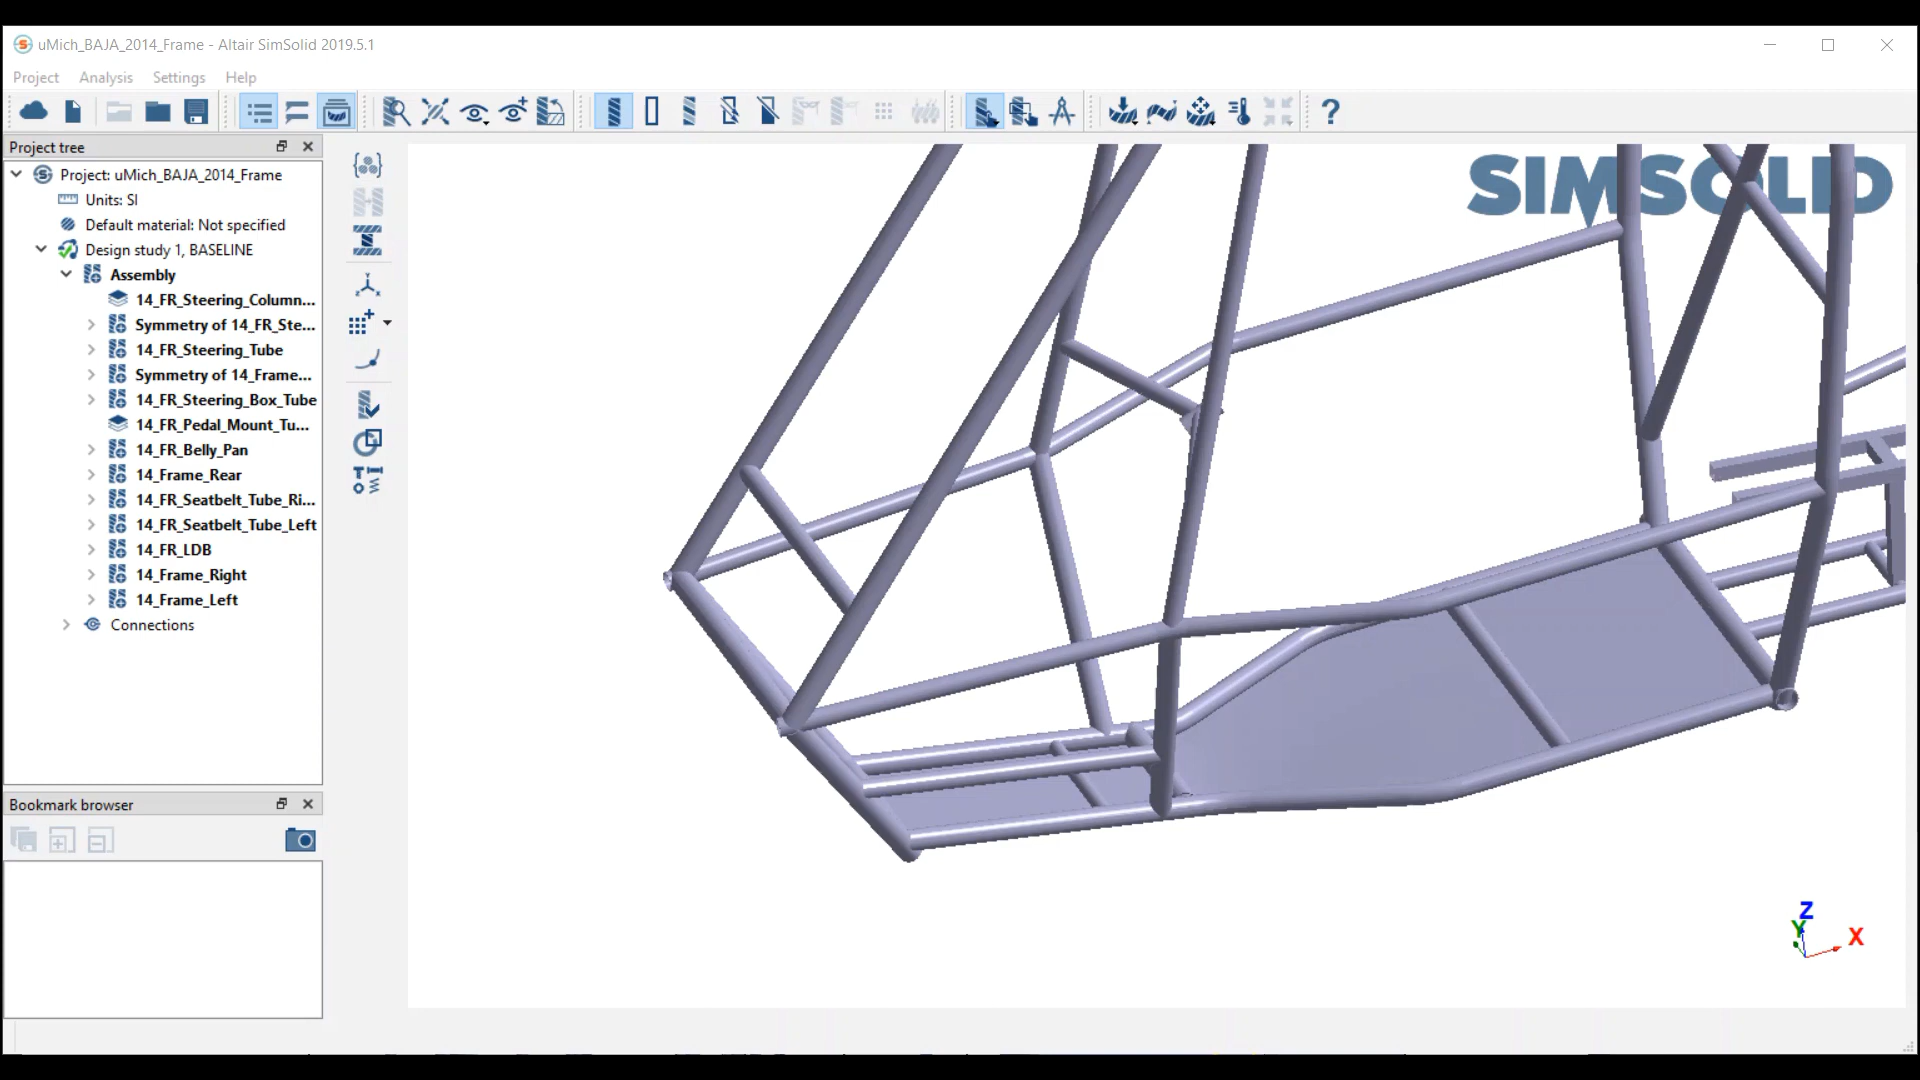 uMich_BAJA_2014_Frame - Altair SimSolid 2019.5.1
Project Analysis Settings Help
Project tree
Project: uMich_BAJA_2014_Frame
Units: SI
Default material: Not specified
Design study 1, BASELINE
Assembly
14_FR_Steering_Column...
Symmetry of 14_FR_Ste...
14_FR_Steering_Tube
Symmetry of 14_Frame...
14_FR_Steering_Box_Tube
14_FR_Pedal_Mount_Tu...
14_FR_Belly_Pan
14_Frame_Rear
14_FR_Seatbelt_Tube_Ri...
14_FR_Seatbelt_Tube_Left
14_FR_LDB
14_Frame_Right
14_Frame_Left
Connections
Bookmark browser
SIMSOLID
Z
Y
X